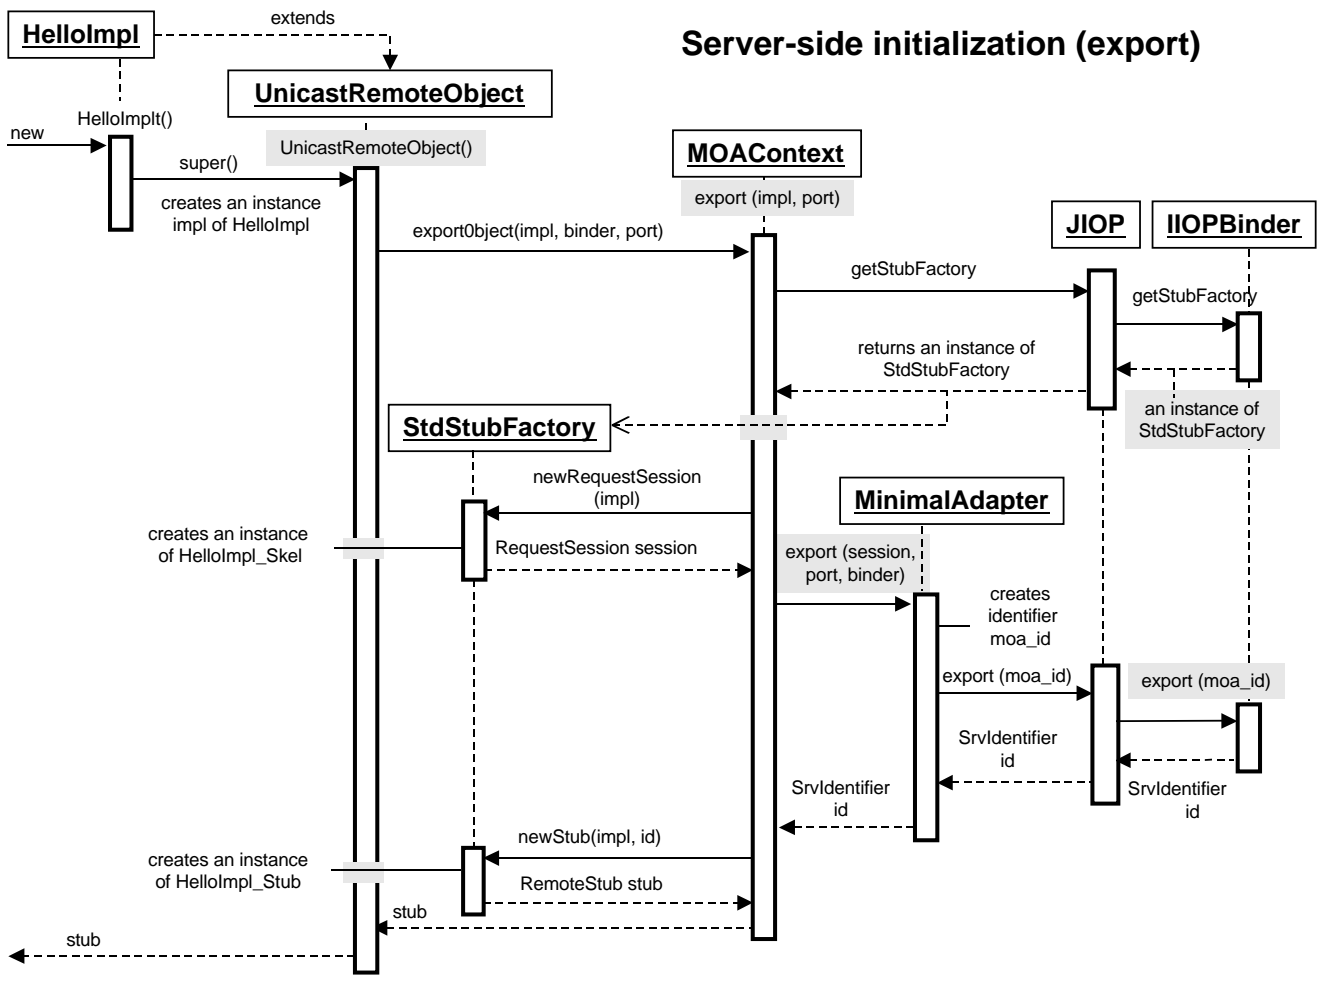 HelloImpl
extends
Server-side initialization (export)
UnicastRemoteObject
HelloImplt()
new
UnicastRemoteObject()
MOAContext
super()
creates an instance
impl of HelloImpl
export (impl, port)
JIOP
IIOPBinder
export0bject(impl, binder, port)
getStubFactory
getStubFactory
returns an instance of
StdStubFactory
an instance of
StdStubFactory
StdStubFactory
newRequestSession
(impl)
MinimalAdapter
creates an instance
of HelloImpl_Skel
RequestSession session
export (session,
port, binder)
creates
identifier
moa_id
export (moa_id)
export (moa_id)
SrvIdentifier
id
SrvIdentifier
id
SrvIdentifier
id
newStub(impl, id)
creates an instance
of HelloImpl_Stub
RemoteStub stub
stub
stub